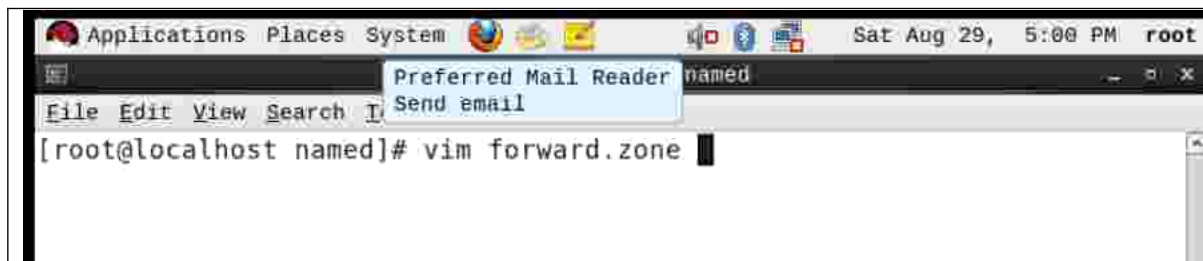 Applications Places System Sat Aug 29, 5:00 PM root
named
Preferred Mail Reader
Send email
File Edit View Search
[root@localhost named]# vim forward.zone